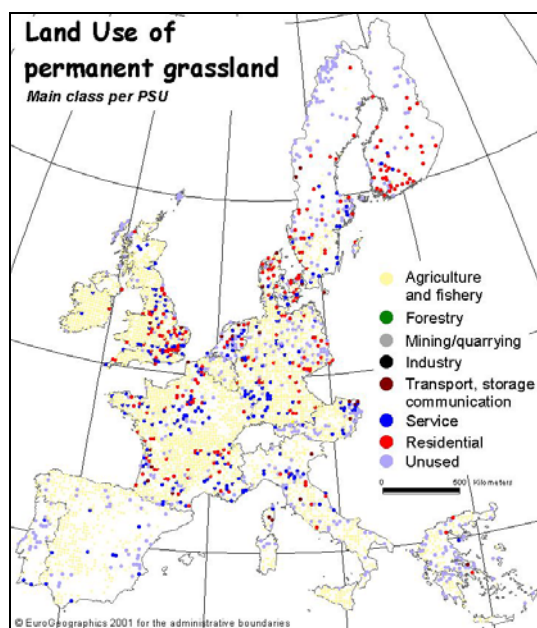 Land Use of
permanent grassland
Main class per PSU
Agriculture
and fishery
Forestry
Mining/quarrying
Industry
Transport, storage
communication
Service
Residential
Unused
0 500 Kilometers
© EuroGeographics 2001 for the administrative boundaries